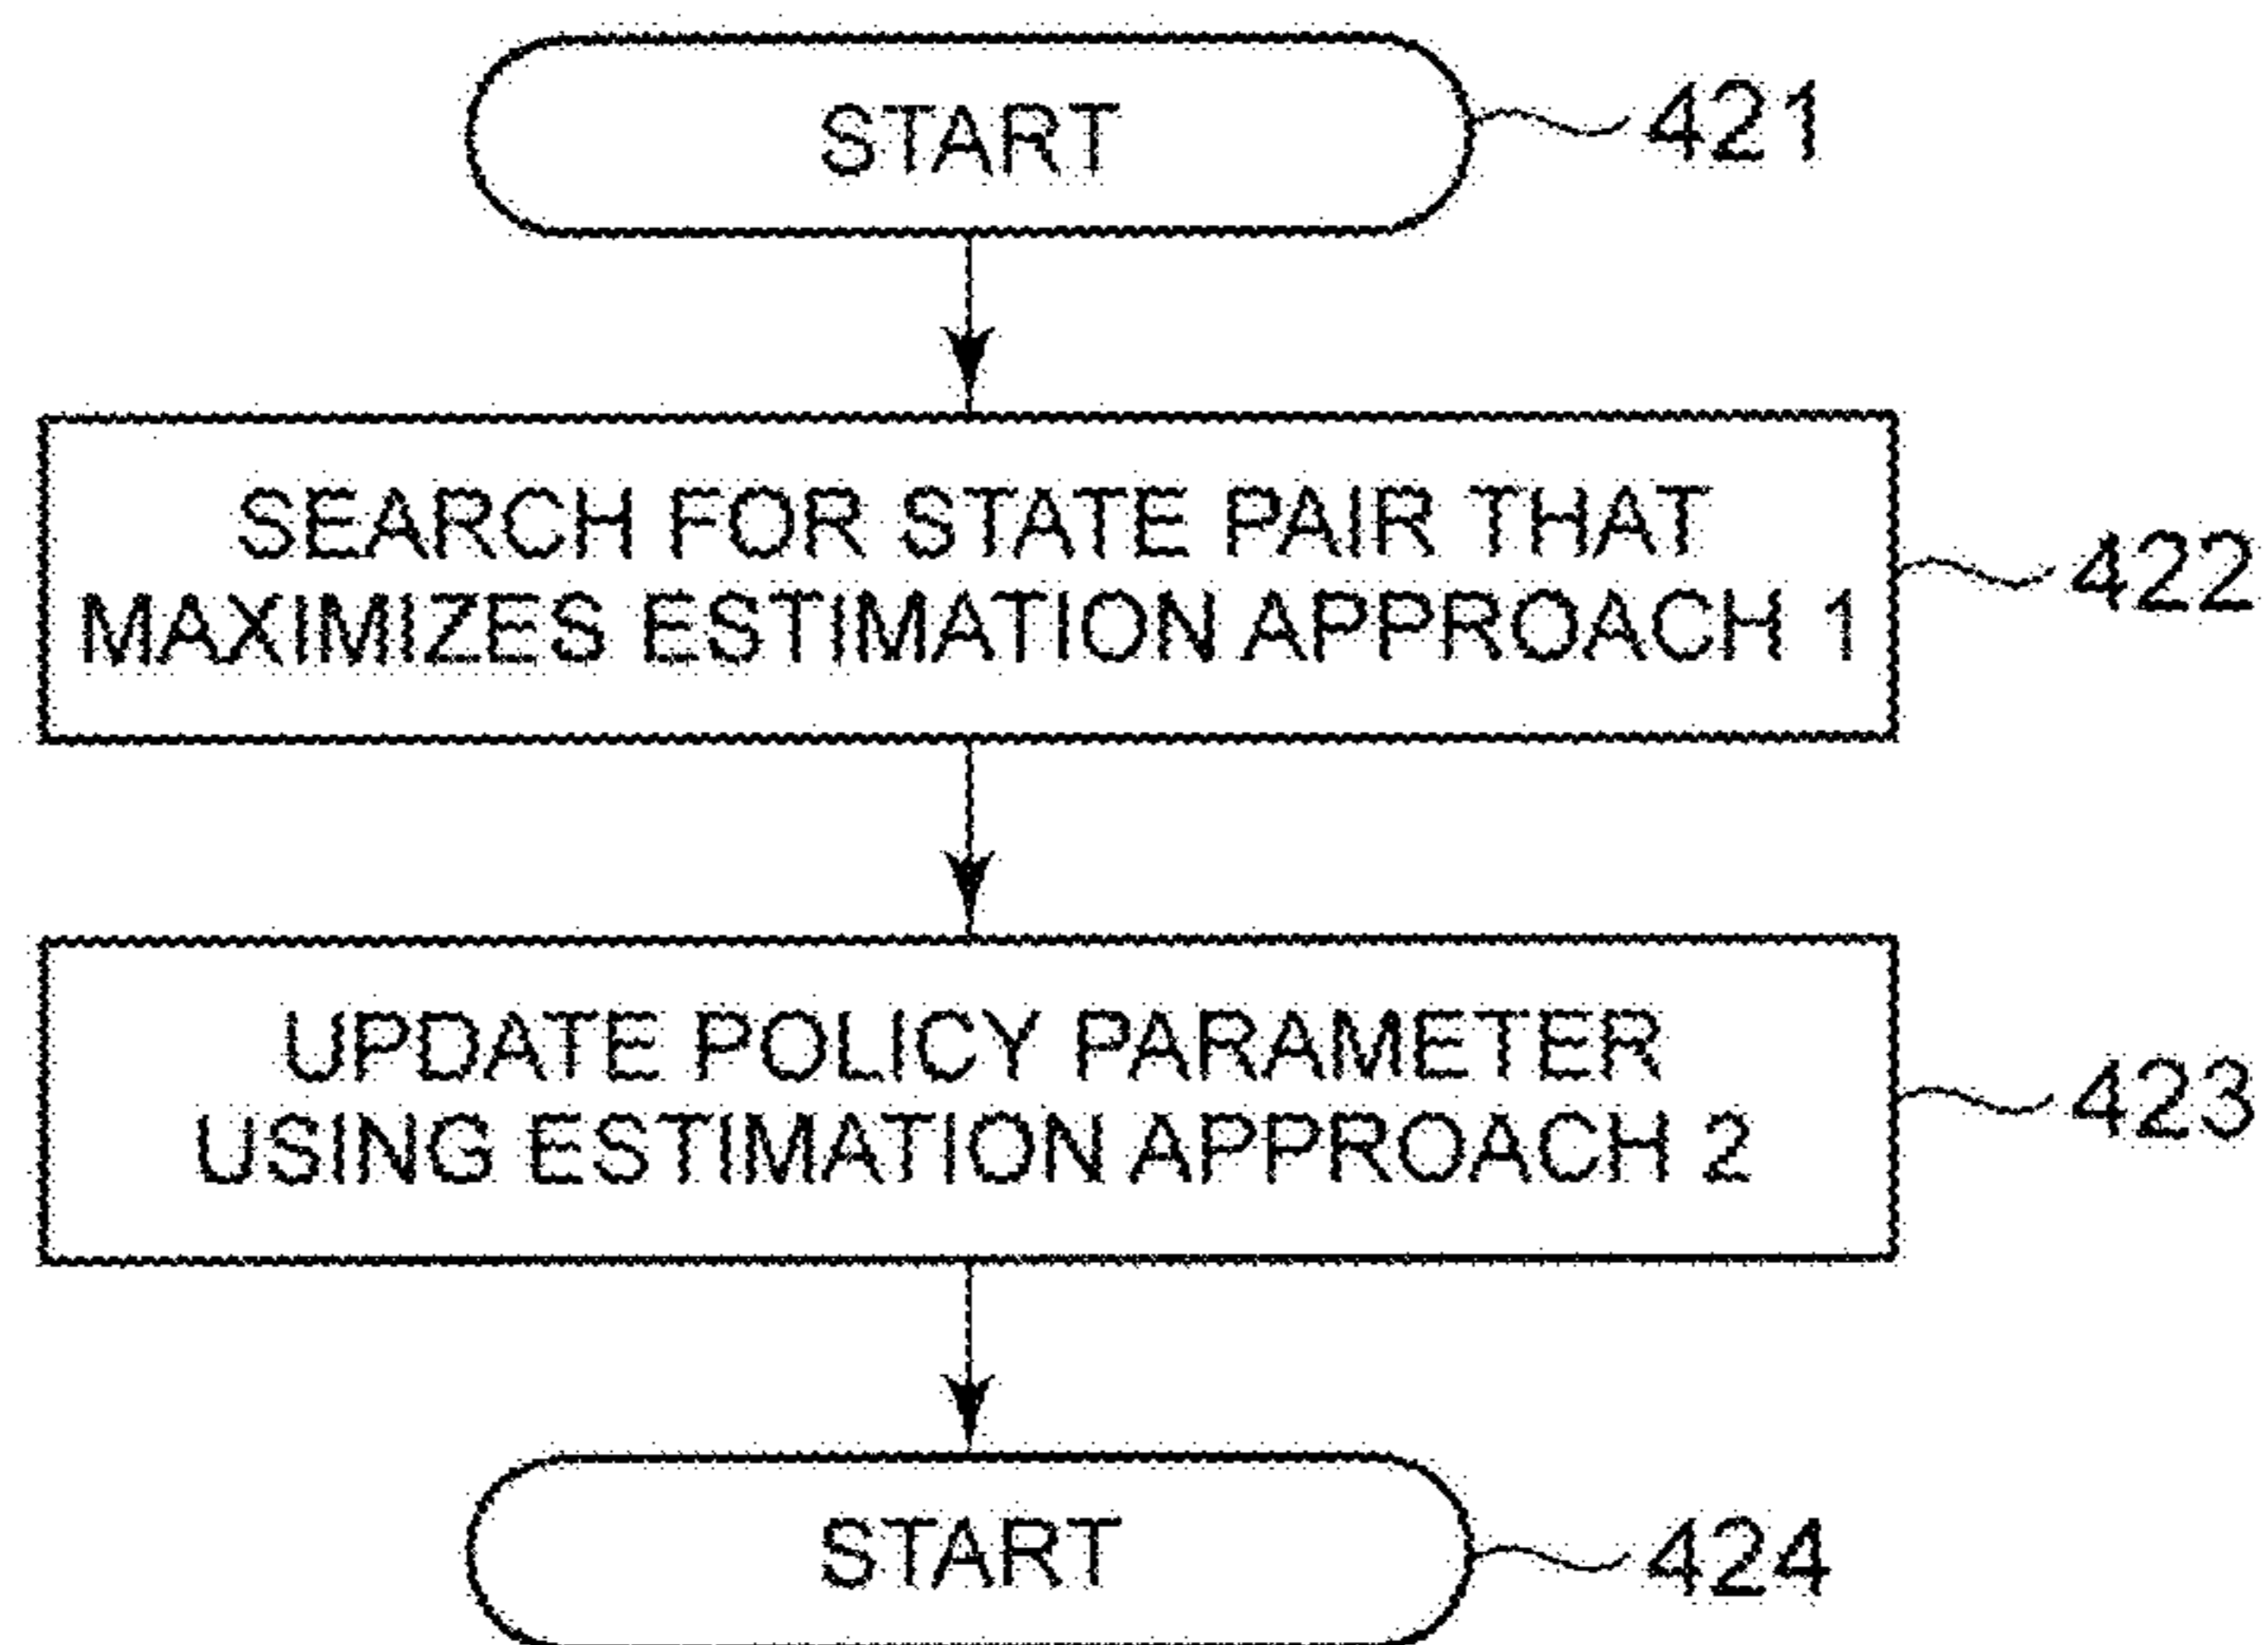 START
421
SEARCH FOR STATE PAIR THAT
MAXIMIZES ESTIMATION APPROACH 1
422
UPDATE POLICY PARAMETER
USING ESTIMATION APPROACH 2
423
START
424